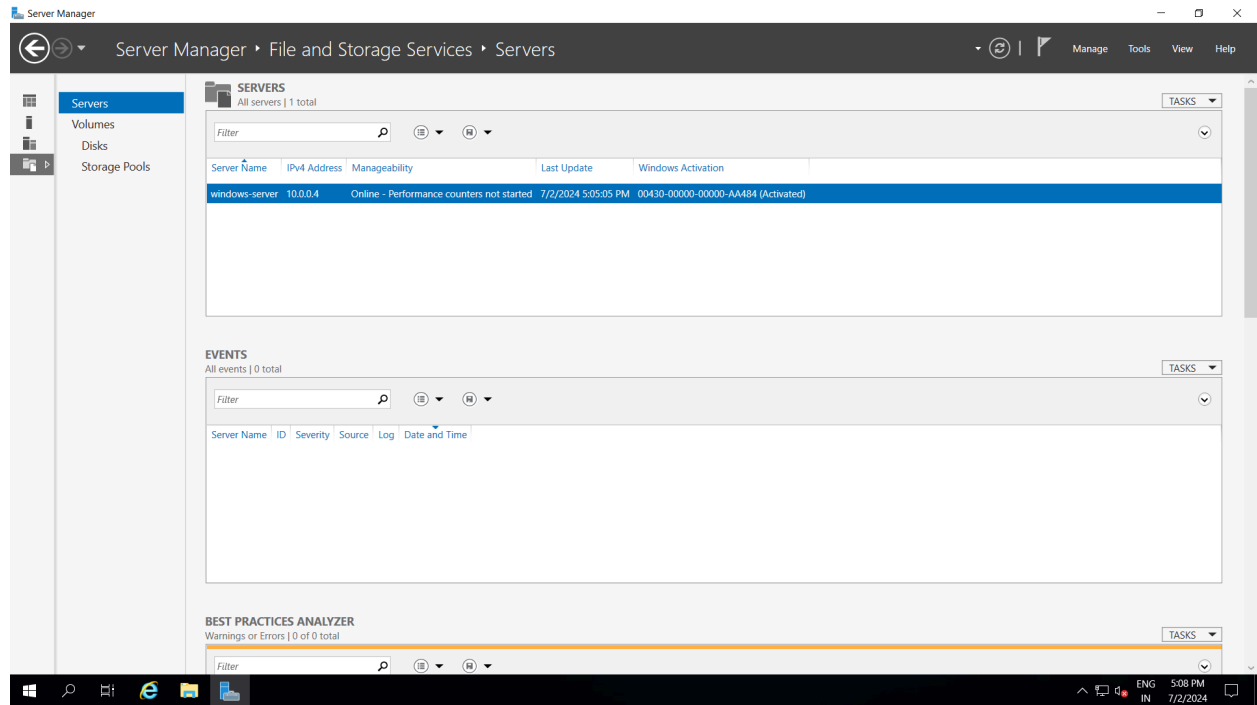 Server Manager
Server Manager • File and Storage Services • Servers
Manage Tools View Help
Servers
Volumes
Disks
Storage Pools
SERVERS
All servers | 1 total
TASKS
Filter
Server Name IPv4 Address Manageability Last Update Windows Activation
windows-server 10.0.0.4 Online - Performance counters not started 7/2/2024 5:05:05 PM 00430-00000-00000-AA484 (Activated)
EVENTS
All events | 0 total
TASKS
Filter
Server Name ID Severity Source Log Date and Time
BEST PRACTICES ANALYZER
Warnings or Errors | 0 of 0 total
TASKS
Filter
ENG
IN
5:08 PM
7/2/2024